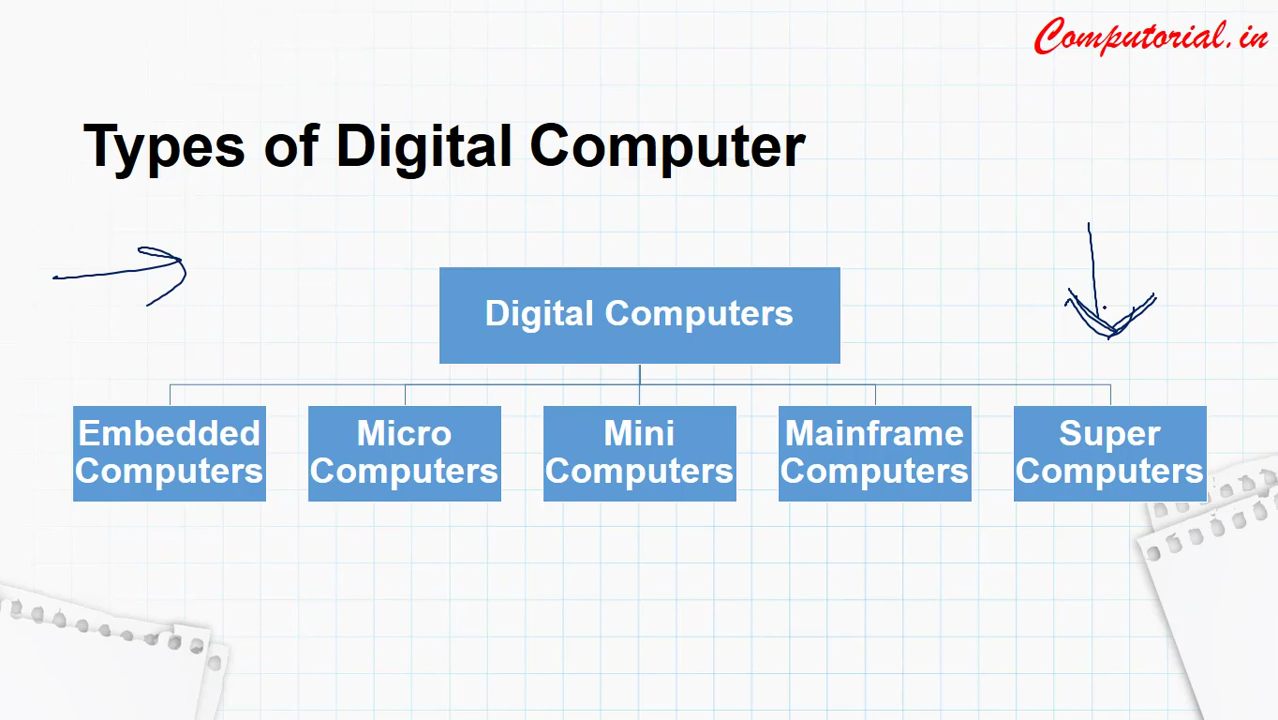 Computorial.in
Types of Digital Computer
Digital Computers
Embedded
Computers
Micro
Computers
Mini
Computers
Mainframe
Computers
Super
Computers